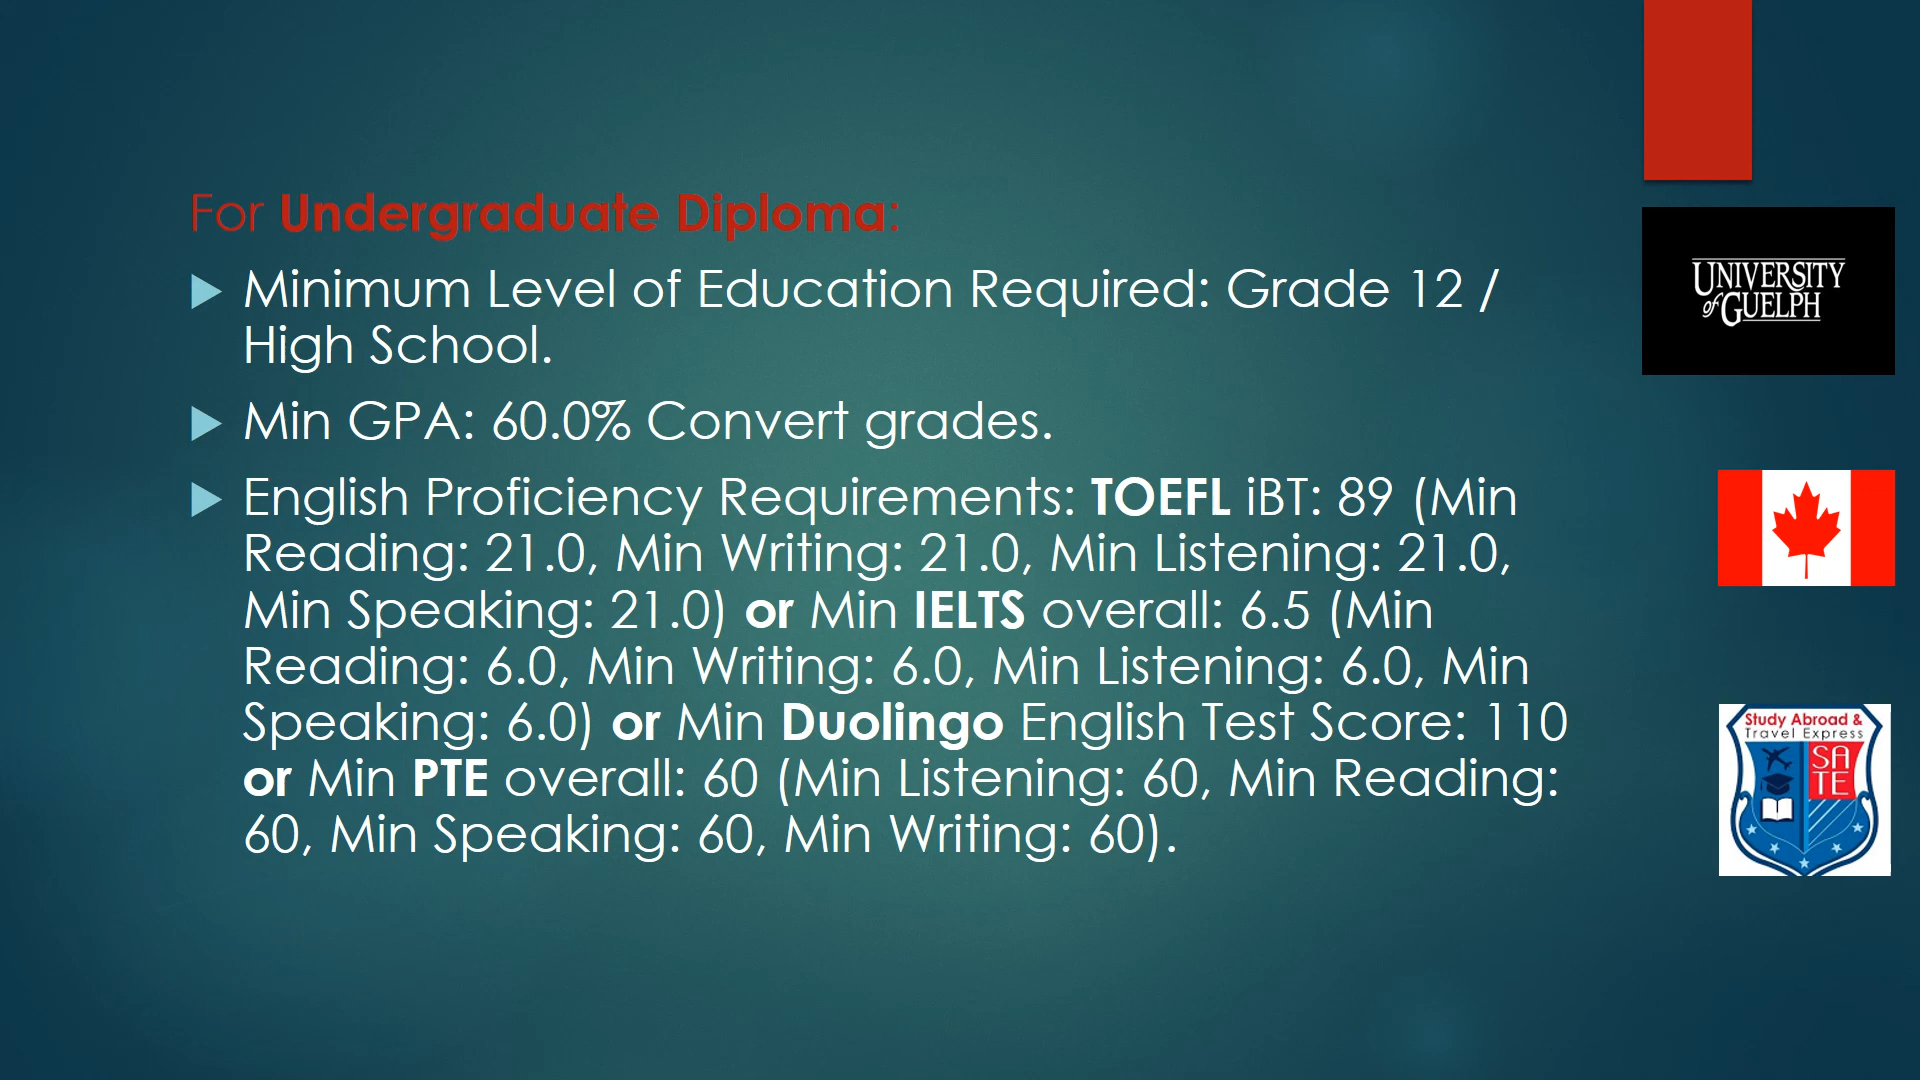 For Undergraduate Diploma:
Minimum Level of Education Required: Grade 12 /
High School.
Min GPA: 60.0% Convert grades.
English Proficiency Requirements: TOEFL iBT: 89 (Min
Reading: 21.0, Min Writing: 21.0, Min Listening: 21.0,
Min Speaking: 21.0) or Min IELTS overall: 6.5 (Min
Reading: 6.0, Min Writing: 6.0, Min Listening: 6.0, Min
Speaking: 6.0) or Min Duolingo English Test Score: 110
or Min PTE overall: 60 (Min Listening: 60, Min Reading:
60, Min Speaking: 60, Min Writing: 60).
UNIVERSITY
of GUELPH
Study Abroad &
Travel Express
SA
TE